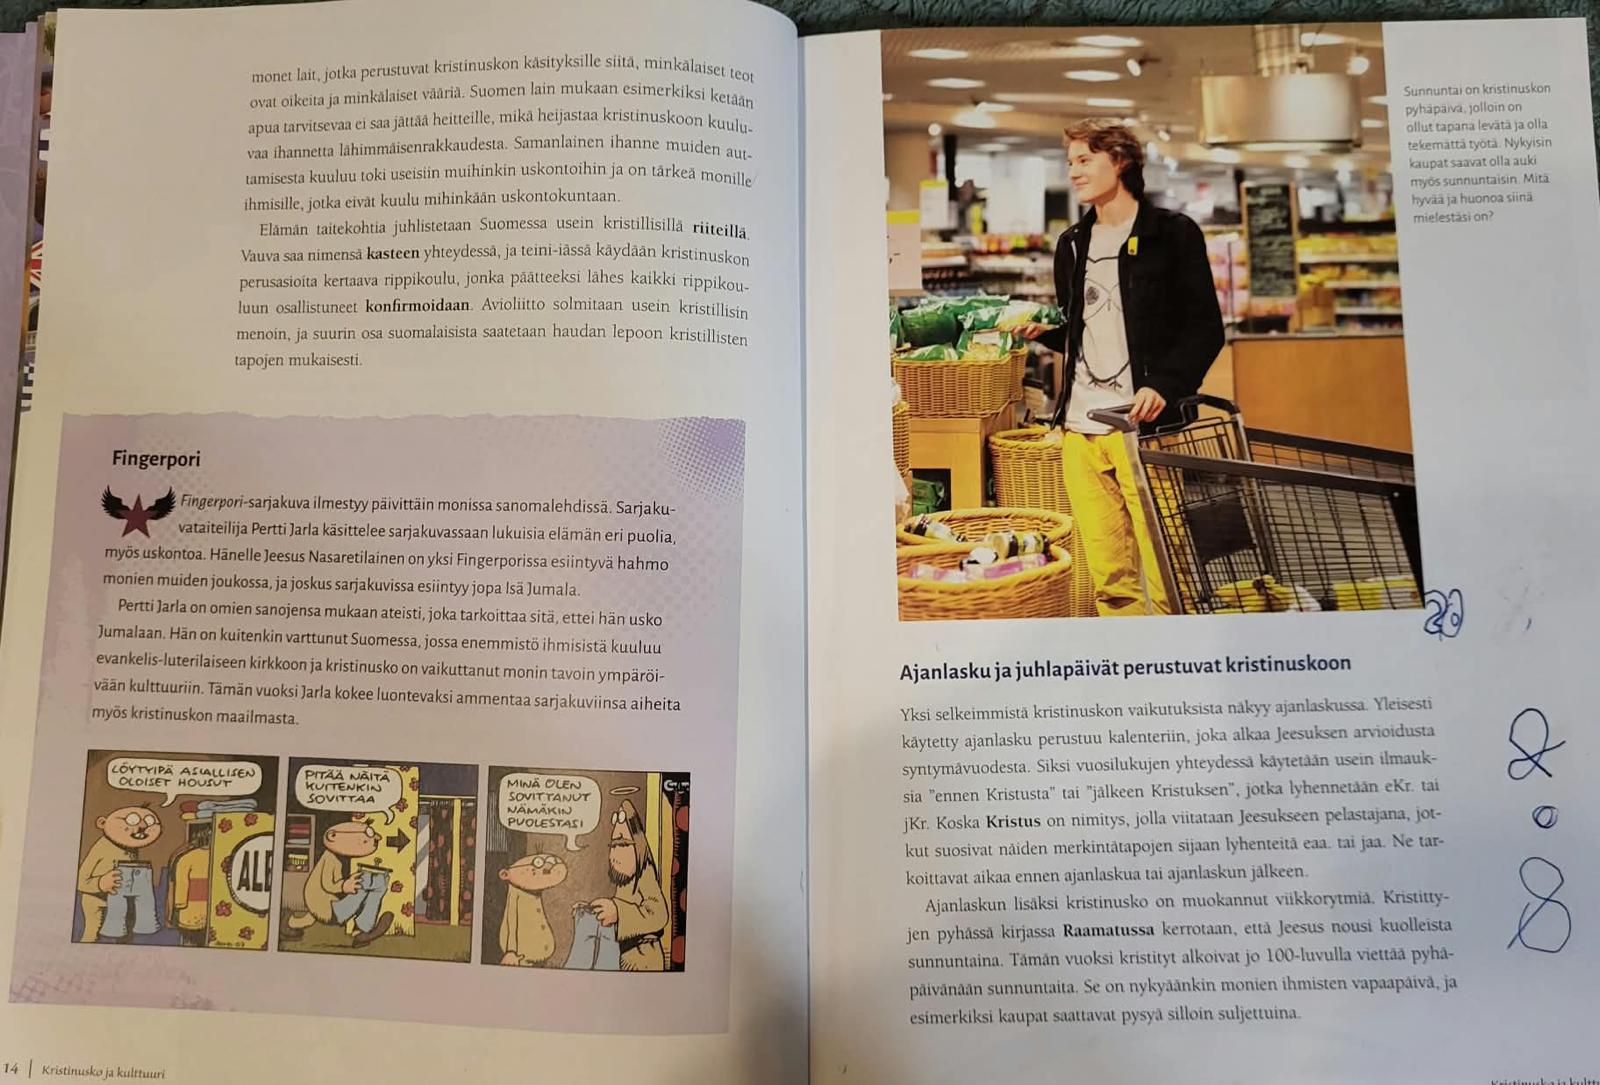 monet lait, jotka perustuvat kristinuskon käsityksille siitä, minkälaiset teot
ovat oikeita ja minkälaiset vääriä. Suomen lain mukaan esimerkiksi ketään
apua tarvitsevaa ei saa jättää heitteille, mikä heijastaa kristinuskoon kuulu-
vaa ihannetta lähimmäisenrakkaudesta. Samanlainen ihanne muiden aut-
tamisesta kuuluu toki useisiin muihinkin uskontoihin ja on tärkeä monille
ihmisille, jotka eivät kuulu mihinkään uskontokuntaan.
Elämän taitekohtia juhlistetaan Suomessa usein kristillisillä riiteillä.
Vauva saa nimensä kasteen yhteydessä, ja teini-iässä käydään kristinuskon
perusasioita kertaava rippikoulu, jonka päätteeksi lähes kaikki rippikou-
luun osallistuneet konfirmoidaan. Avioliitto solmitaan usein kristillisin
menoin, ja suurin osa suomalaisista saatetaan haudan lepoon kristillisten
tapojen mukaisesti.
Fingerpori
Fingerpori-sarjakuva ilmestyy päivittäin monissa sanomalehdissä. Sarjaku-
vataiteilija Pertti Jarla käsittelee sarjakuvassaan lukuisia elämän eri puolia,
myös uskontoa. Hänelle Jeesus Nasaretilainen on yksi Fingerporissa esiintyvä hahmo
monien muiden joukossa, ja joskus sarjakuvissa esiintyy jopa Isä Jumala.
Pertti Jarla on omien sanojensa mukaan ateisti, joka tarkoittaa sitä, ettei hän usko
Jumalaan. Hän on kuitenkin varttunut Suomessa, jossa enemmistö ihmisistä kuuluu
evankelis-luterilaiseen kirkkoon ja kristinusko on vaikuttanut monin tavoin ympäröi-
vään kulttuuriin. Tämän vuoksi Jarla kokee luontevaksi ammentaa sarjakuviinsa aiheita
myös kristinuskon maailmasta.
LÖYTYIPÄ ASIALLISEN
OLOISET HOUSUT
ALE
PITÄÄ NÄITÄ
KUITENKIN
SOVITTAA
MINÄ OLEN
SOVITTANUT
NÄMÄKIN
PUOLESTASI
14 | Kristinusko ja kulttuuri
Sunnuntai on kristinuskon
pyhäpäivä, jolloin on
ollut tapana levätä ja olla
tekemättä työtä. Nykyisin
kaupat saavat olla auki
myös sunnuntaisin. Mitä
hyvää ja huonoa siinä
mielestäsi on?
Ajanlasku ja juhlapäivät perustuvat kristinuskoon
Yksi selkeimmistä kristinuskon vaikutuksista näkyy ajanlaskussa. Yleisesti
käytetty ajanlasku perustuu kalenteriin, joka alkaa Jeesuksen arvioidusta
syntymävuodesta. Siksi vuosilukujen yhteydessä käytetään usein ilmauk-
sia "ennen Kristusta" tai "jälkeen Kristuksen", jotka lyhennetään eKr. tai
jKr. Koska Kristus on nimitys, jolla viitataan Jeesukseen pelastajana, jot-
kut suosivat näiden merkintätapojen sijaan lyhenteitä eaa. tai jaa. Ne tar-
koittavat aikaa ennen ajanlaskua tai ajanlaskun jälkeen.
Ajanlaskun lisäksi kristinusko on muokannut viikkorytmiä. Kristitty-
jen pyhässä kirjassa Raamatussa kerrotaan, että Jeesus nousi kuolleista
sunnuntaina. Tämän vuoksi kristityt alkoivat jo 100-luvulla viettää pyhä-
päivänään sunnuntaita. Se on nykyäänkin monien ihmisten vapaapäivä, ja
esimerkiksi kaupat saattavat pysyä silloin suljettuina.